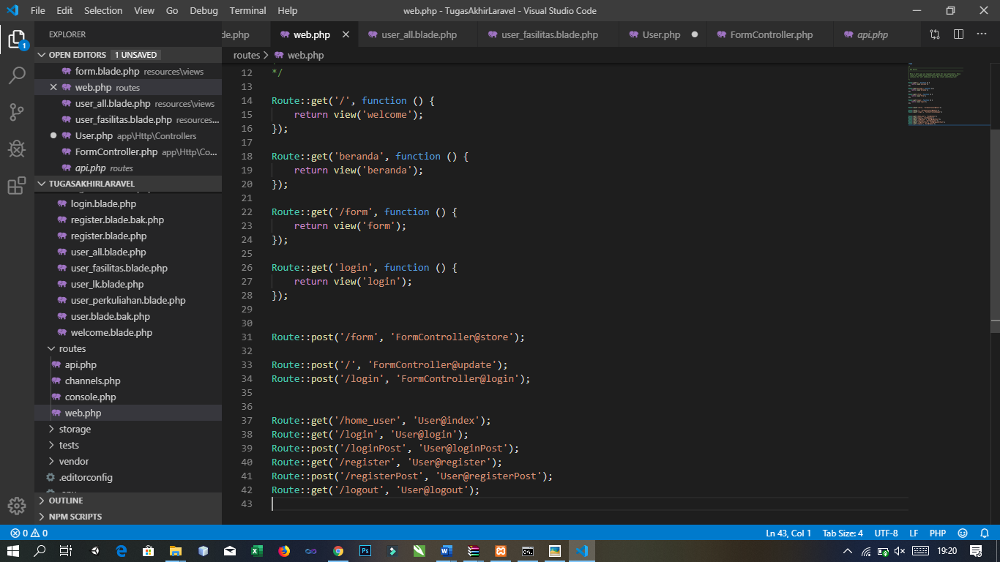 File Edit Selection View Go Debug Terminal Help
web.php - TugasAkhirLaravel - Visual Studio Code
EXPLORER
de.php
web.php
user_all.blade.php
user_fasilitas.blade.php
User.php
FormController.php
api.php
OPEN EDITORS 1 UNSAVED
form.blade.php resources\views
web.php routes
user_all.blade.php resources\views
user_fasilitas.blade.php resources...
User.php app\Http\Controllers
FormController.php app\Http\Co...
api.php routes
TUGASAKHIRLARAVEL
login.blade.php
register.blade.bak.php
register.blade.php
user_all.blade.php
user_fasilitas.blade.php
user_lk.blade.php
user_perkuliahan.blade.php
user.blade.bak.php
welcome.blade.php
routes
api.php
channels.php
console.php
web.php
storage
tests
vendor
.editorconfig
OUTLINE
NPM SCRIPTS
1
routes > web.php
12 */
13
14 Route::get('/', function () {
15 return view('welcome');
16 });
17
18 Route::get('beranda', function () {
19 return view('beranda');
20 });
21
22 Route::get('/form', function () {
23 return view('form');
24 });
25
26 Route::get('login', function () {
27 return view('login');
28 });
29
30
31 Route::post('/form', 'FormController@store');
32
33 Route::post('/', 'FormController@update');
34 Route::post('/login', 'FormController@login');
35
36
37 Route::get('/home_user', 'User@index');
38 Route::get('/login', 'User@login');
39 Route::post('/loginPost', 'User@loginPost');
40 Route::get('/register', 'User@register');
41 Route::post('/registerPost', 'User@registerPost');
42 Route::get('/logout', 'User@logout');
43
0 0
Ln 43, Col 1 Tab Size: 4 UTF-8 LF PHP
19:20